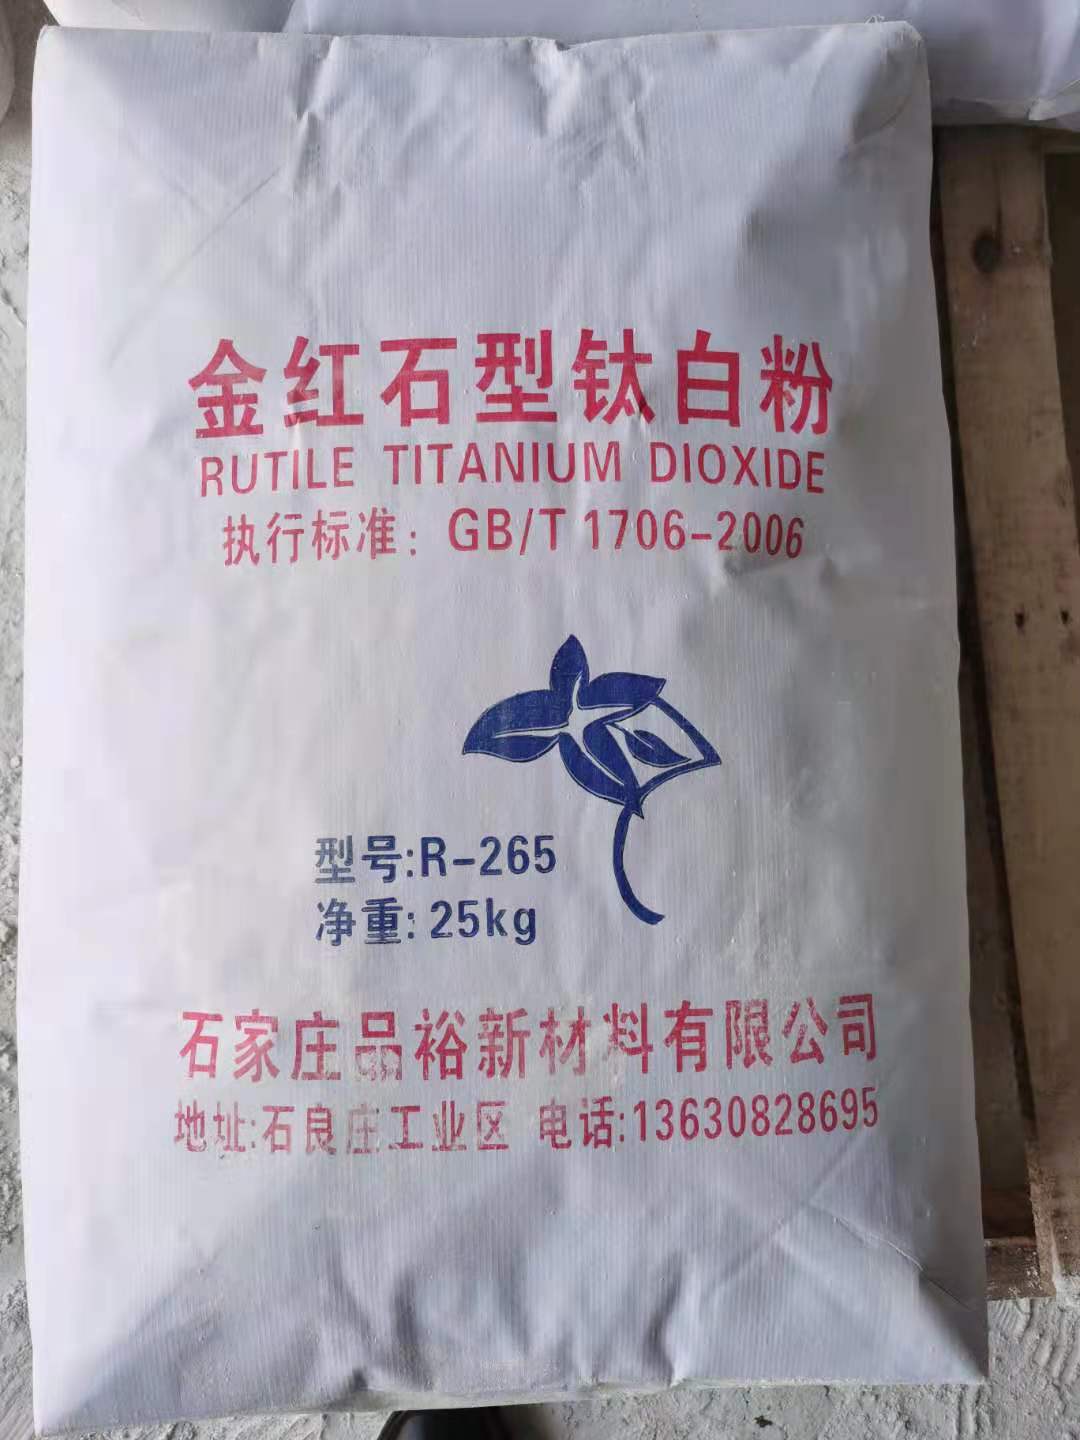 金红石型钛白粉
RUTILE TITANIUM DIOXIDE
执行标准：GB/T 1706-2006
型号:R-265
净重: 25kg
石家庄品裕新材料有限公司
地址:石良庄工业区 电话:13630828695